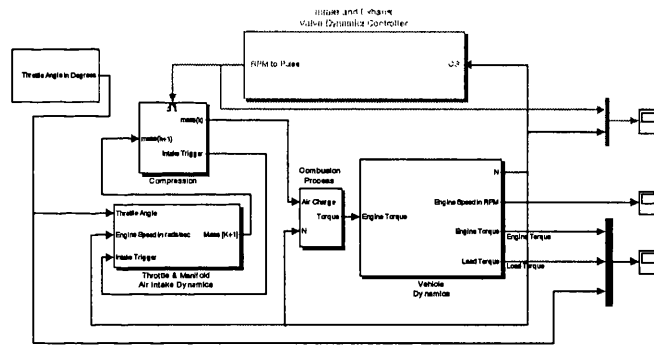 Intake and Exhaus
Valve Dynamics Controller
RPM to Pulse
Throttle Angle in Degrees
mass(k)
mass(k+1)
Intake Trigger
Compression
Combustion
Process
N
Air Charge
Torque
N
Engine Torque
Engine Speed in RPM
Engine Torque
Engine Torque
Load Torque
Load Torque
Vehicle
Dynamics
Throttle Angle
Engine Speed in rads/sec
Mass [K+1]
Intake Trigger
Throttle & Manifold
Air Intake Dynamics